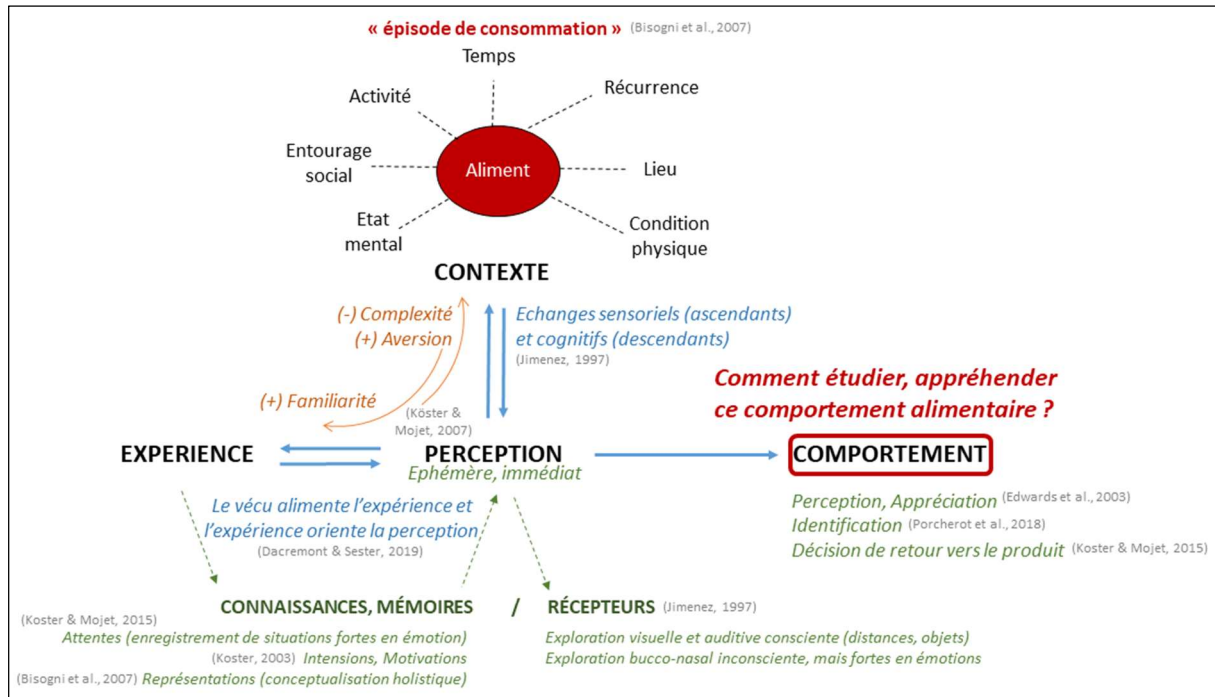 « épisode de consommation » (Bisogni et al., 2007)
Temps
Activité
Récurrence
Entourage
social
Aliment
Lieu
Etat
mental
Condition
physique
CONTEXTE
(-) Complexité
(+) Aversion
Echanges sensoriels (ascendants)
et cognitifs (descendants)
(Jimenez, 1997)
(+) Familiarité
(Köster &
Mojet, 2007)
Comment étudier, appréhender
ce comportement alimentaire ?
EXPERIENCE
PERCEPTION
COMPORTEMENT
Ephémère, immédiat
Le vécu alimente l'expérience et
l'expérience oriente la perception
(Dacremont & Sester, 2019)
Perception, Appréciation (Edwards et al., 2003)
Identification (Porcherot et al., 2018)
Décision de retour vers le produit (Koster & Mojet, 2015)
CONNAISSANCES, MÉMOIRES / RÉCEPTEURS (Jimenez, 1997)
(Koster & Mojet, 2015)
Attentes (enregistrement de situations fortes en émotion)
(Koster, 2003) Intensions, Motivations
(Bisogni et al., 2007) Représentations (conceptualisation holistique)
Exploration visuelle et auditive consciente (distances, objets)
Exploration bucco-nasal inconsciente, mais fortes en émotions